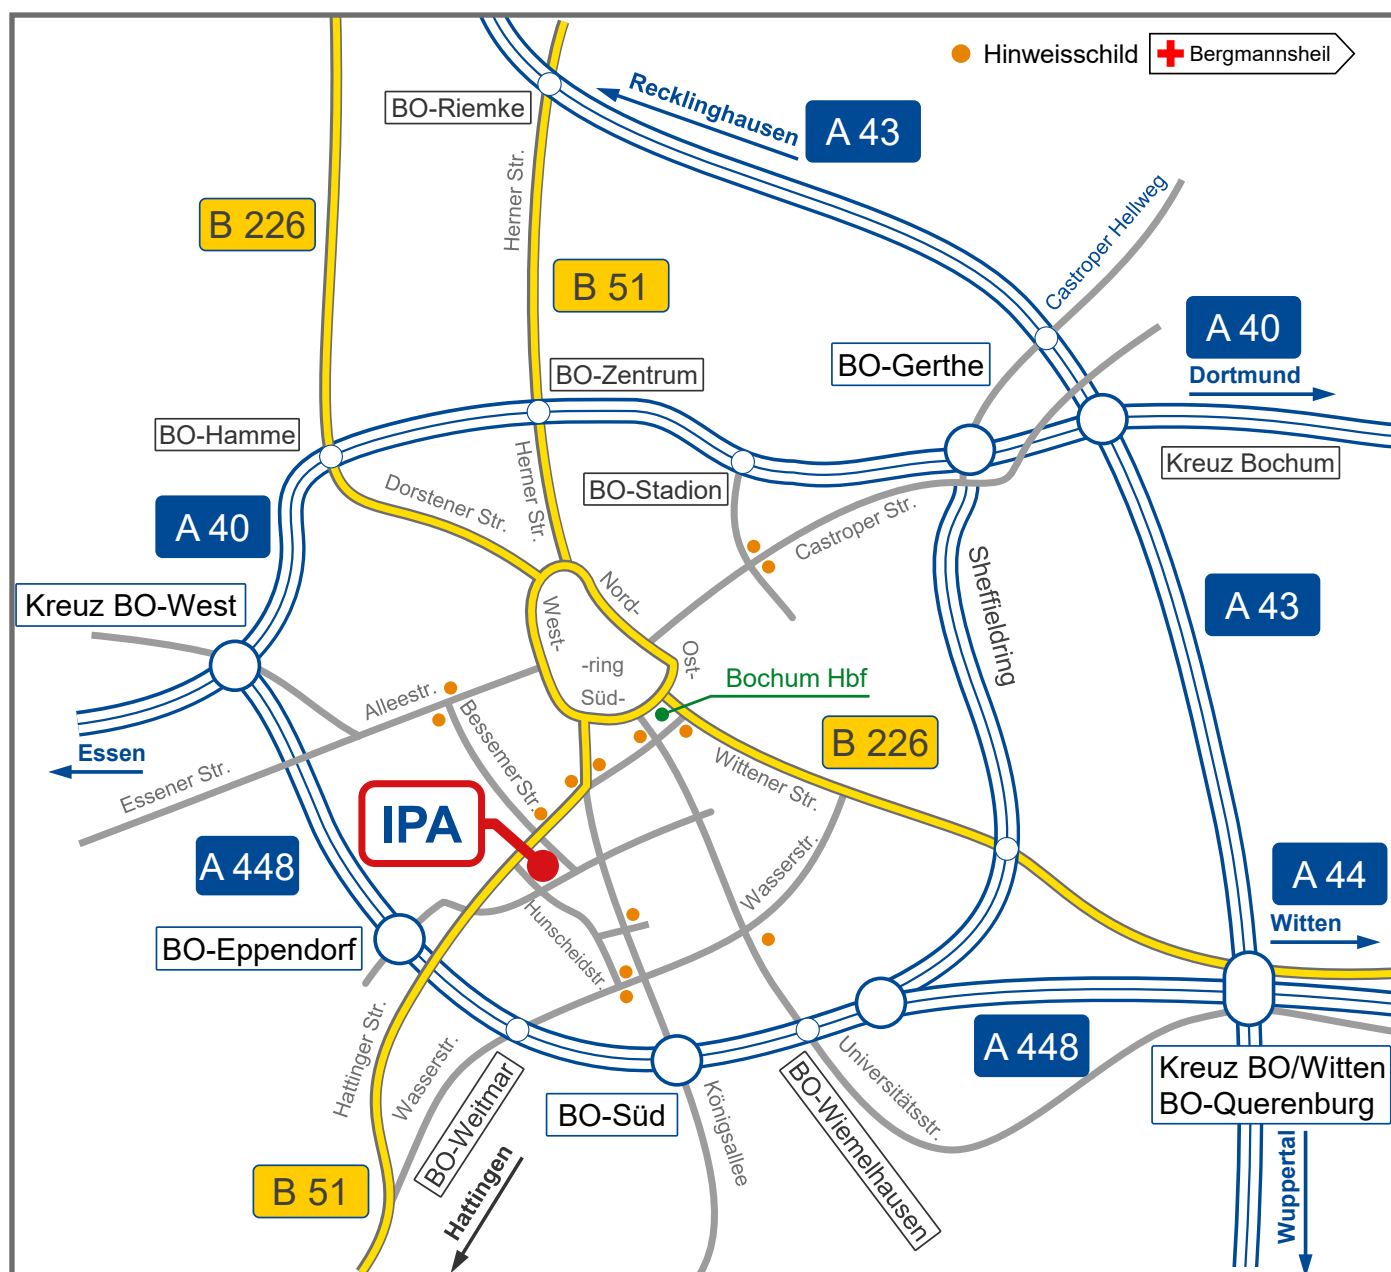 Hinweisschild
Bergmannsheil
Recklinghausen
A 43
BO-Riemke
Herner Str.
B 226
B 51
Castroper Hellweg
A 40
Dortmund
BO-Gerthe
BO-Zentrum
BO-Hamme
Kreuz Bochum
BO-Stadion
Dorstener Str.
Herner Str.
Castroper Str.
A 40
Sheffieldring
Kreuz BO-West
A 43
Nord-
West-
-ring
Süd-
Ost-
Bochum Hbf
Alleestr.
Bessemer Str.
B 226
Essen
Essener Str.
Wittener Str.
IPA
A 448
Wasserstr.
A 44
Witten
BO-Eppendorf
Hunscheidstr.
Hattinger Str.
Wasserstr.
A 448
Universitätsstr.
Kreuz BO/Witten
BO-Querenburg
BO-Weitmar
BO-Süd
Königsallee
BO-Wiemelhausen
B 51
Hattingen
Wuppertal